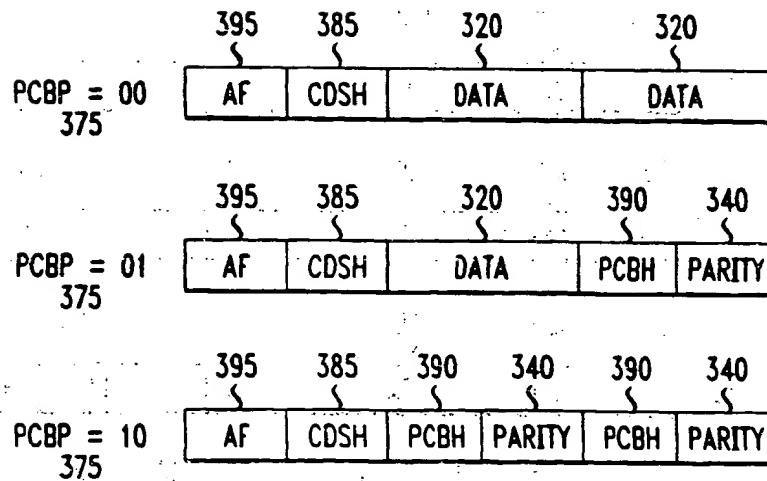 395 385 320 320
PCBP = 00 AF CDSH DATA DATA
375
395 385 320 390 340
PCBP = 01 AF CDSH DATA PCBH PARITY
375
395 385 390 340 390 340
PCBP = 10 AF CDSH PCBH PARITY PCBH PARITY
375